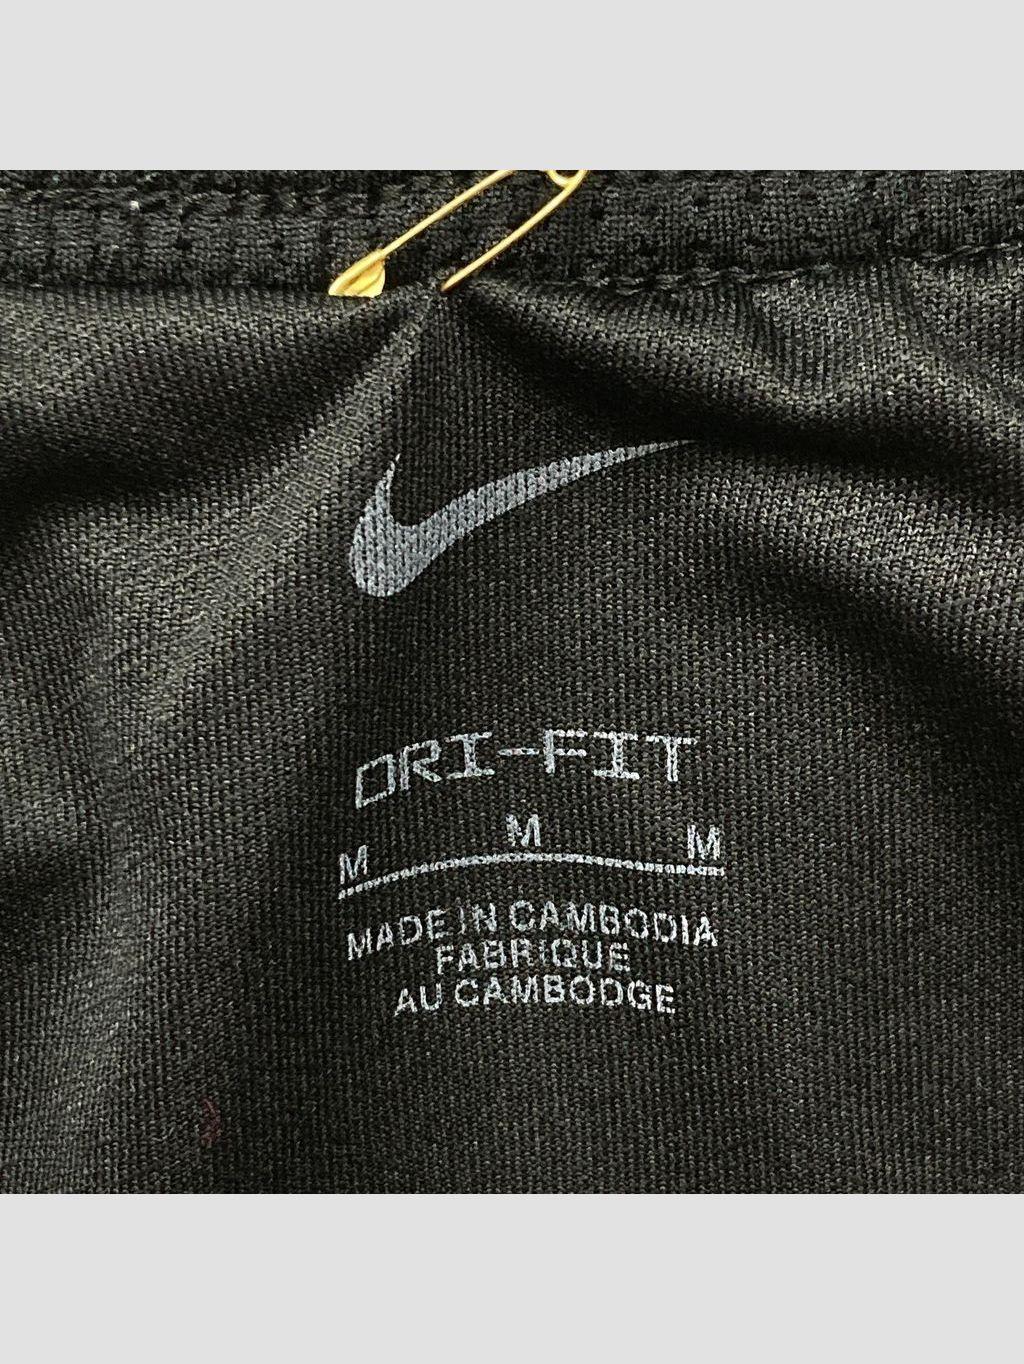 DRI-FIT
M M M
MADE IN CAMBODIA
FABRIQUE
AU CAMBODGE